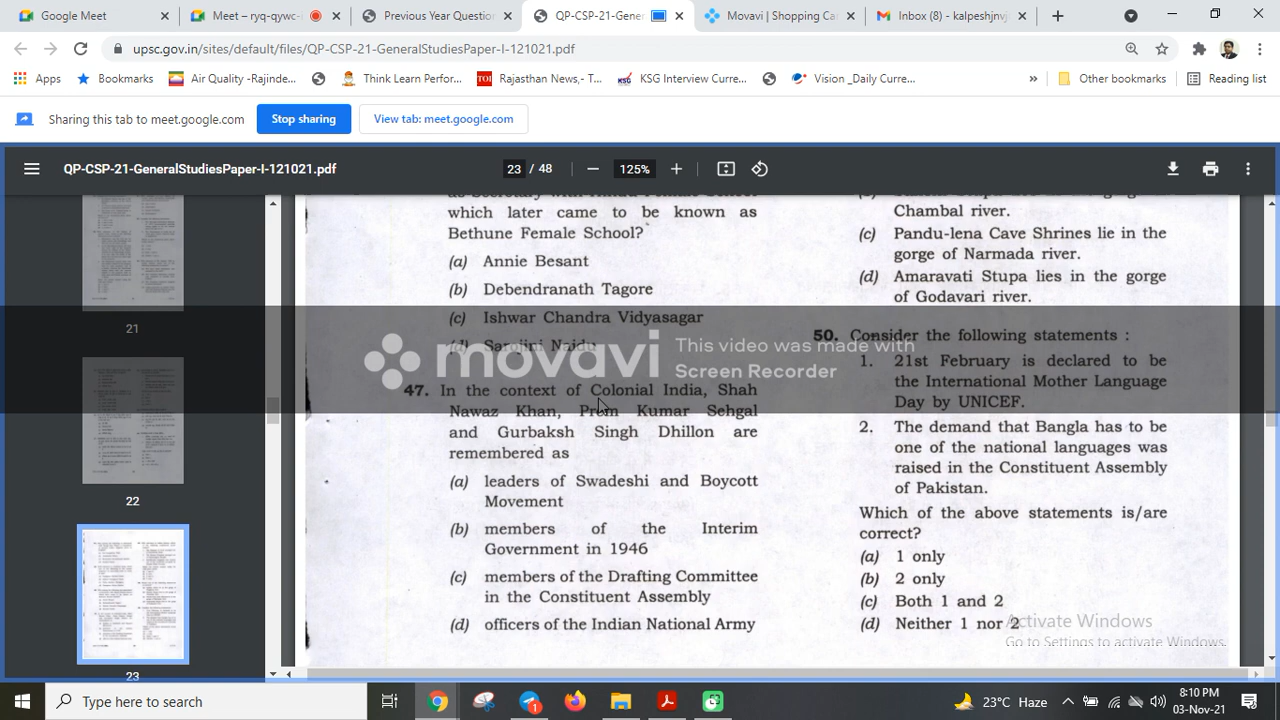 Google Meet
Meet – ryq-qywc-
Previous Year Question
QP-CSP-21-Gener
Movavi | Shopping Ca
Inbox (8) - kalpeshjnvj
upsc.gov.in/sites/default/files/QP-CSP-21-GeneralStudiesPaper-I-121021.pdf
Apps
Bookmarks
Air Quality -Rajinde...
Think Learn Perfor...
TOI
Rajasthan News,- T...
KSG
KSG Interview Curre...
Vision _Daily Curre...
»
Other bookmarks
Reading list
Sharing this tab to meet.google.com
Stop sharing
View tab: meet.google.com
QP-CSP-21-GeneralStudiesPaper-I-121021.pdf
23 / 48
125%
21
22
23
which later came to be known as
Bethune Female School?
(a) Annie Besant
(b) Debendranath Tagore
(c) Ishwar Chandra Vidyasagar
(d) Sarojini Naidu
47. In the context of Colonial India, Shah
Nawaz Khan, Prem Kumar Sehgal
and Gurbaksh Singh Dhillon are
remembered as
(a) leaders of Swadeshi and Boycott
Movement
(b) members of the Interim
Government in 1946
(c) members of the Drafting Committee
in the Constituent Assembly
(d) officers of the Indian National Army
Chambal river.
(c) Pandu-lena Cave Shrines lie in the
gorge of Narmada river.
(d) Amaravati Stupa lies in the gorge
of Godavari river.
50. Consider the following statements :
1. 21st February is declared to be
the International Mother Language
Day by UNICEF.
2. The demand that Bangla has to be
one of the national languages was
raised in the Constituent Assembly
of Pakistan.
Which of the above statements is/are
correct?
(a) 1 only
(b) 2 only
(c) Both 1 and 2
(d) Neither 1 nor 2
movavi
This video was made with
Screen Recorder
Activate Windows
Go to Settings to activate Windows.
Type here to search
1
23°C Haze
8:10 PM
03-Nov-21